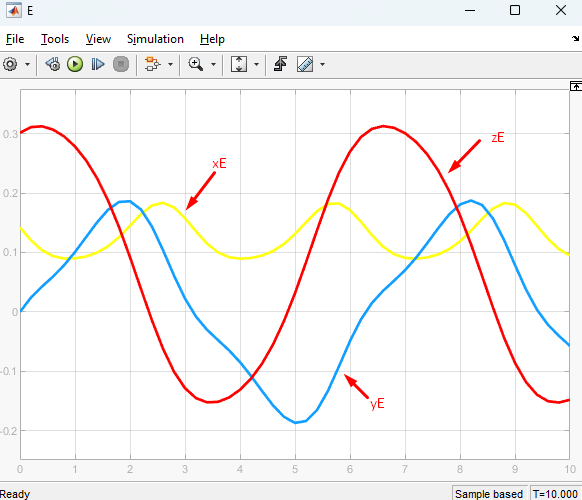 E
File Tools View Simulation Help
0.3
zE
xE
0.2
0.1
0
-0.1
yE
-0.2
0 1 2 3 4 5 6 7 8 9 10
Ready Sample based T=10.000